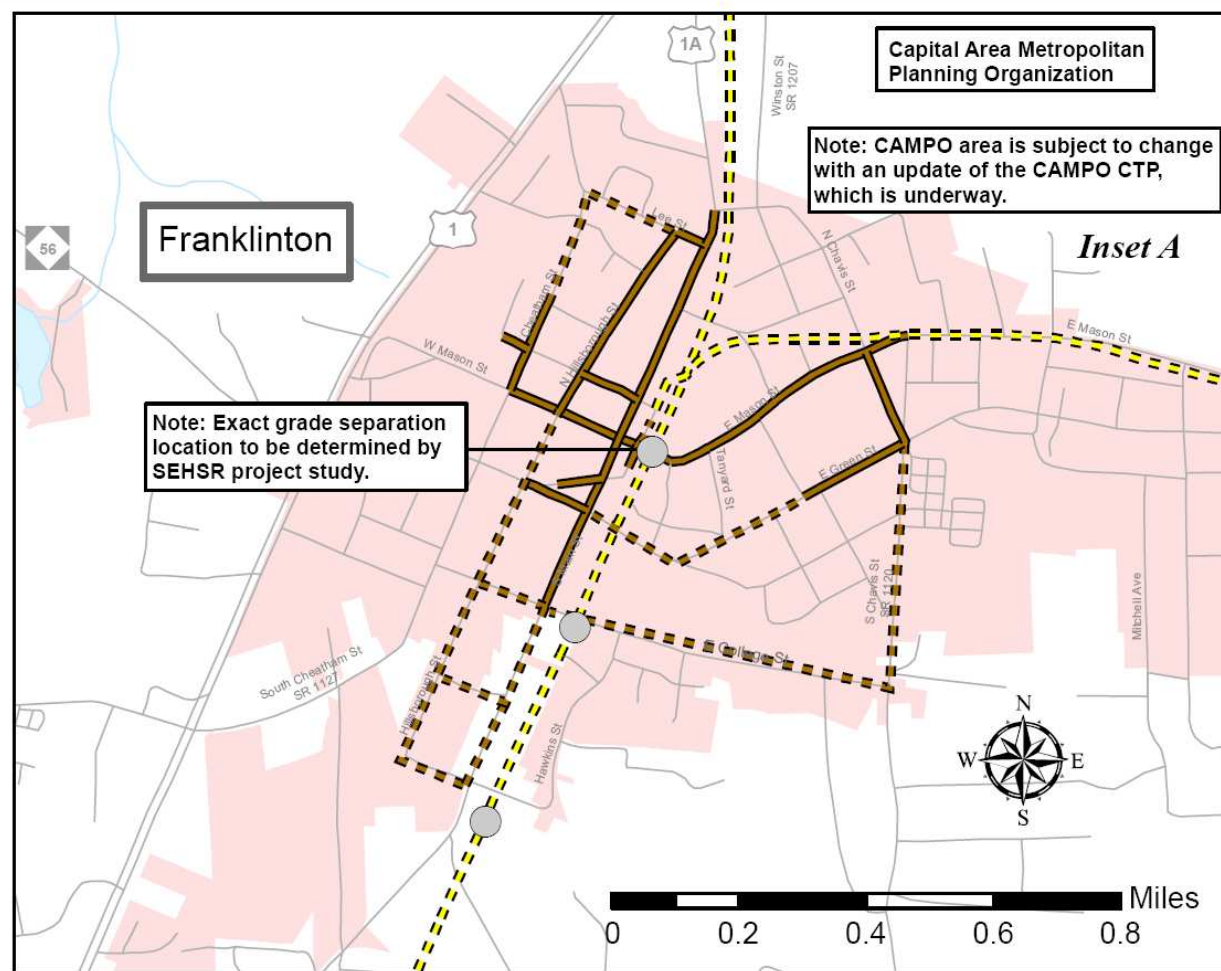 1A
Winston St
SR 1207
Capital Area Metropolitan
Planning Organization
Note: CAMPO area is subject to change
with an update of the CAMPO CTP,
which is underway.
Inset A
Franklinton
56
1
Lee St
N Chavis St
Cheatham St
N Hillsborough St
W Mason St
E Mason St
E Mason St
Note: Exact grade separation
location to be determined by
SEHSR project study.
Tanyard St
E Green St
S Chavis St
SR 1120
Mitchell Ave
E College St
South Cheatham St
SR 1127
Hillsborough St
Hawkins St
N
W
E
S
Miles
0
0.2
0.4
0.6
0.8